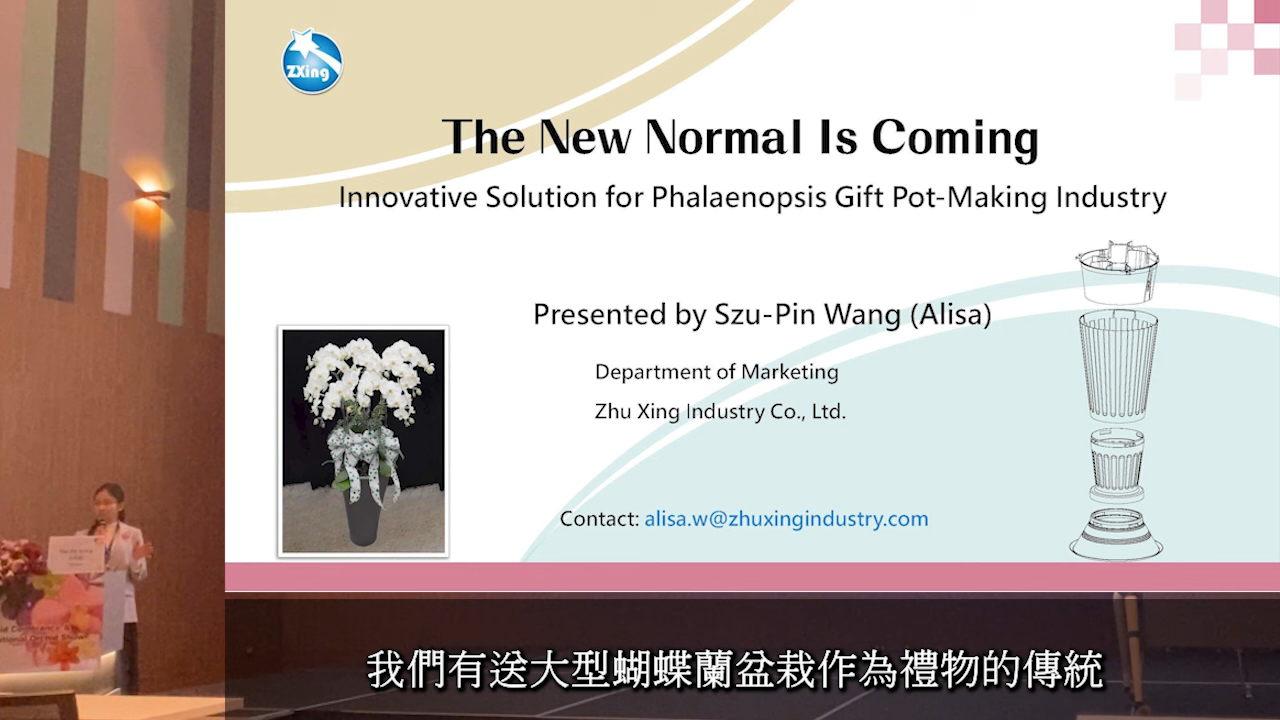 ZXing
The New Normal Is Coming
Innovative Solution for Phalaenopsis Gift Pot-Making Industry
Presented by Szu-Pin Wang (Alisa)
Department of Marketing
Zhu Xing Industry Co., Ltd.
Contact: alisa.w@zhuxingindustry.com
我們有送大型蝴蝶蘭盆栽作為禮物的傳統